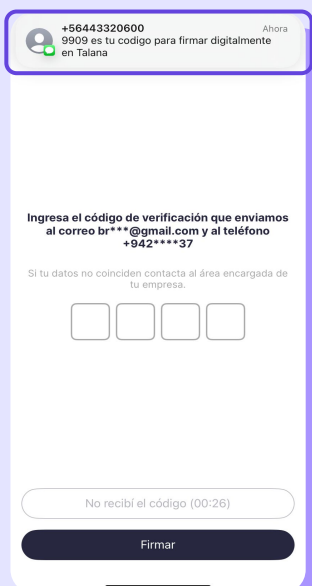 +56443320600 Ahora
9909 es tu codigo para firmar digitalmente
en Talana
Ingresa el código de verificación que enviamos
al correo br***@gmail.com y al teléfono
+942****37
Si tu datos no coinciden contacta al área encargada de
tu empresa.
No recibí el código (00:26)
Firmar